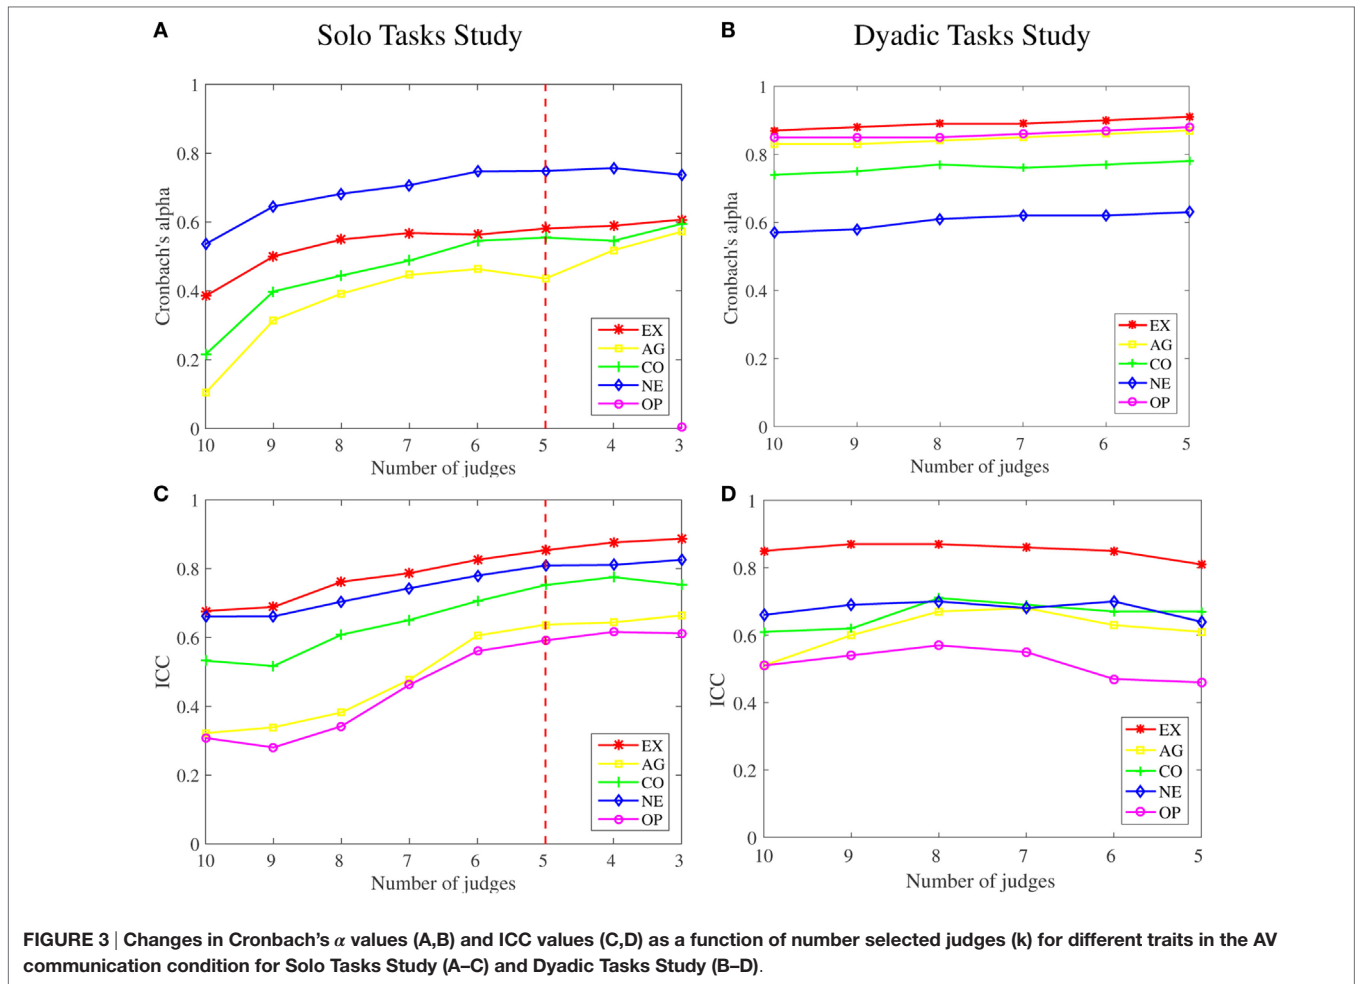 A
Solo Tasks Study
1
0.8
0.6
0.4
0.2
0
Cronbach's alpha
10 9 8 7 6 5 4 3
Number of judges
EX
AG
CO
NE
OP
B
Dyadic Tasks Study
1
0.8
0.6
0.4
0.2
0
Cronbach's alpha
10 9 8 7 6 5
Number of judges
EX
AG
CO
NE
OP
C
1
0.8
0.6
0.4
0.2
0
ICC
10 9 8 7 6 5 4 3
Number of judges
EX
AG
CO
NE
OP
D
1
0.8
0.6
0.4
0.2
0
ICC
10 9 8 7 6 5
Number of judges
EX
AG
CO
NE
OP
FIGURE 3 | Changes in Cronbach's α values (A,B) and ICC values (C,D) as a function of number selected judges (k) for different traits in the AV
communication condition for Solo Tasks Study (A–C) and Dyadic Tasks Study (B–D).